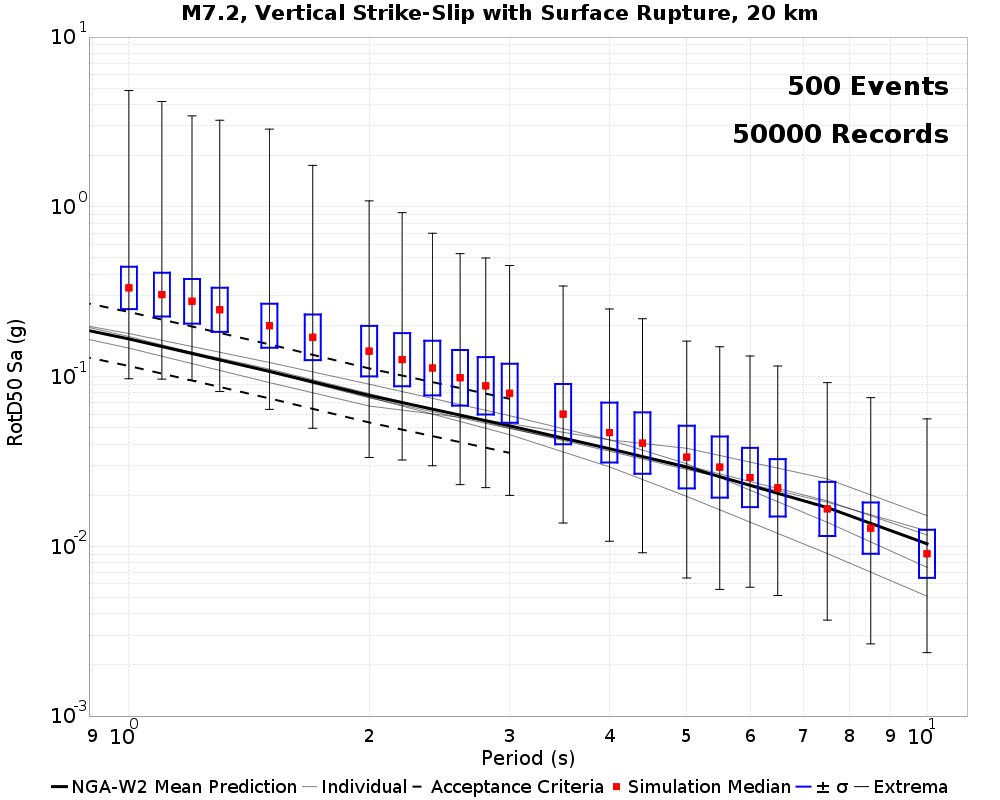 M7.2, Vertical Strike-Slip with Surface Rupture, 20 km
10^1
500 Events
50000 Records
10^0
RotD50 Sa (g)
10^-1
10^-2
10^-3
9 10^0 2 3 4 5 6 7 8 9 10^1
Period (s)
NGA-W2 Mean Prediction Individual Acceptance Criteria Simulation Median ± σ Extrema